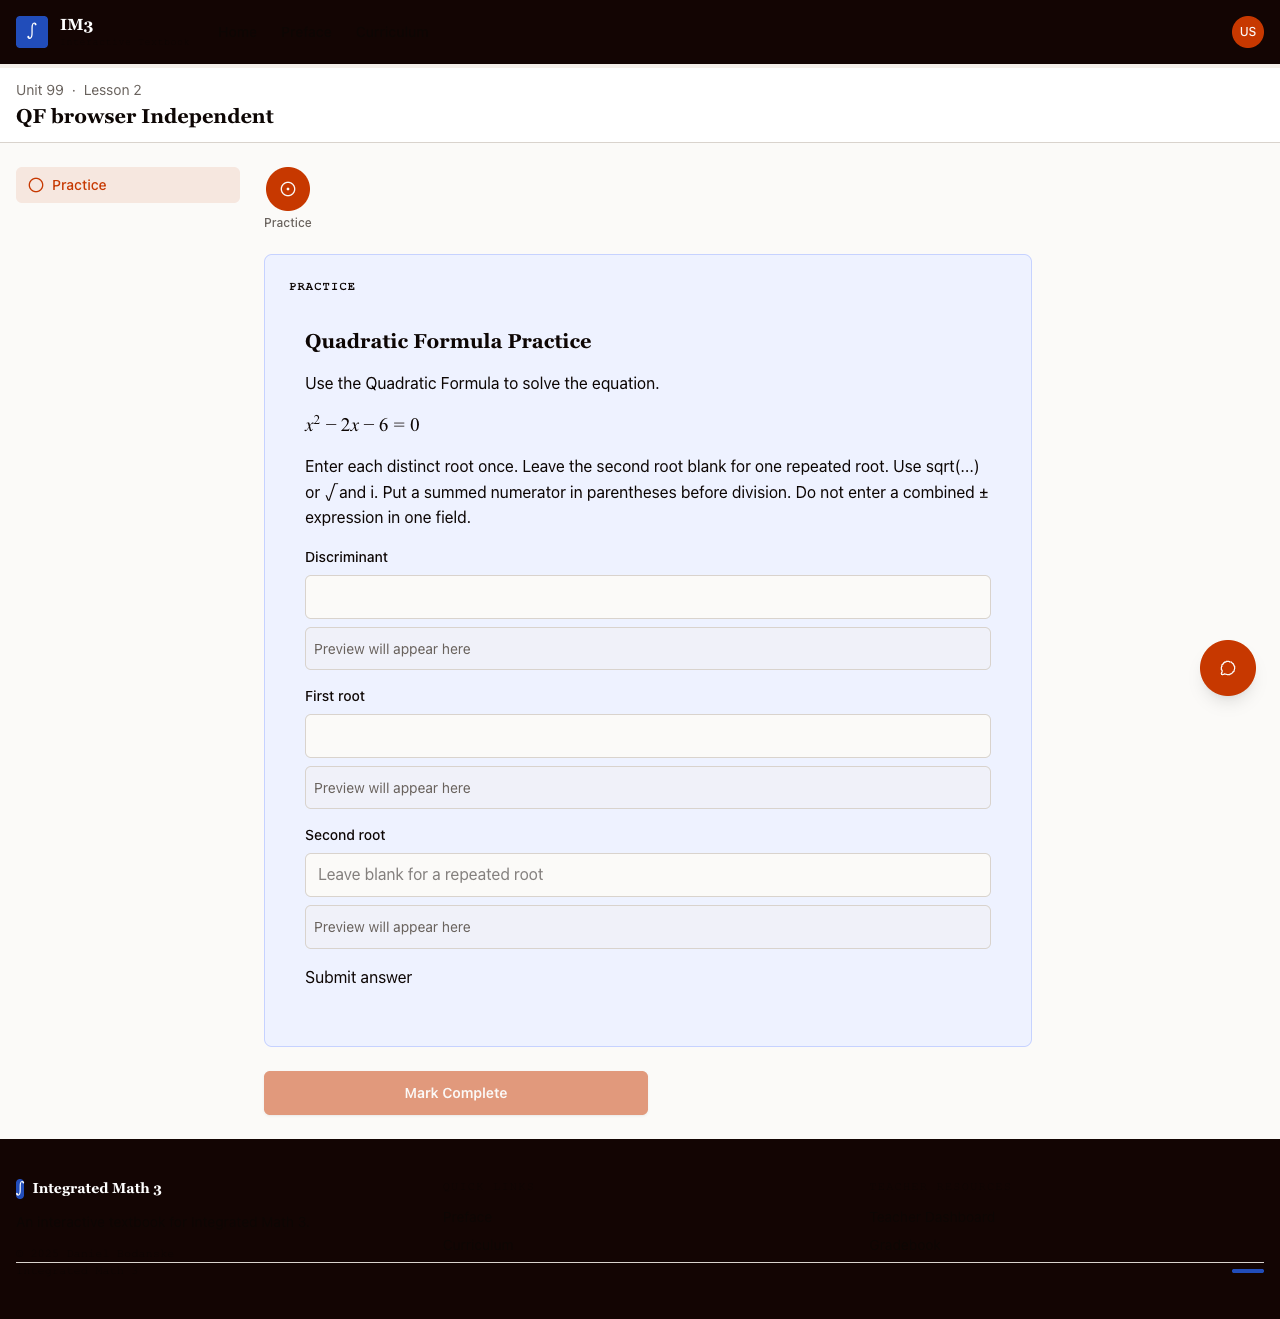 ∫ IM3
US
Unit 99 · Lesson 2
QF browser Independent
Practice
Practice
PRACTICE
Quadratic Formula Practice
Use the Quadratic Formula to solve the equation.
x² − 2x − 6 = 0
Enter each distinct root once. Leave the second root blank for one repeated root. Use sqrt(...)
or √ and i. Put a summed numerator in parentheses before division. Do not enter a combined ±
expression in one field.
Discriminant
Preview will appear here
First root
Preview will appear here
Second root
Leave blank for a repeated root
Preview will appear here
Submit answer
Mark Complete
∫ Integrated Math 3